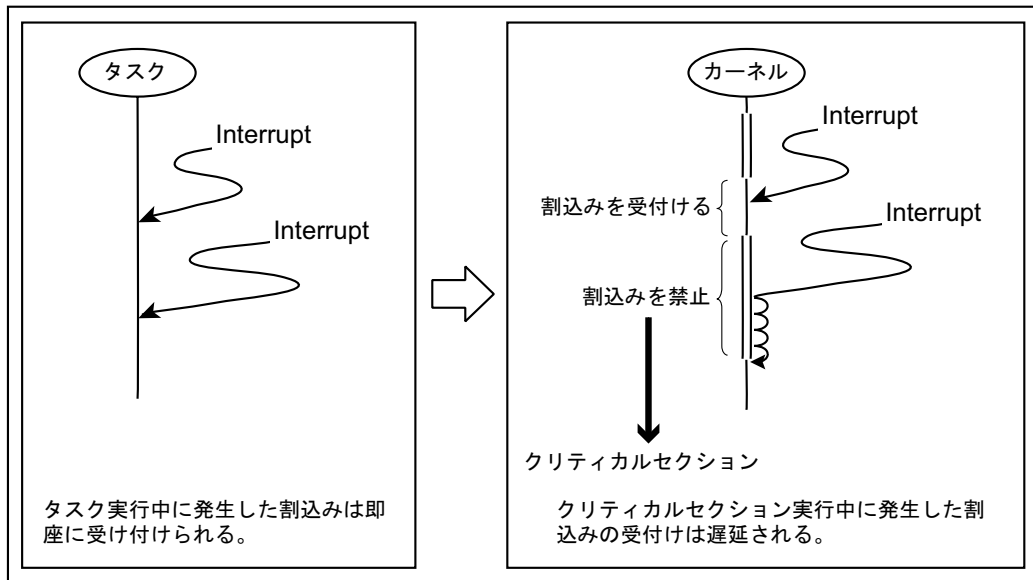 タスク
Interrupt
Interrupt
タスク実行中に発生した割込みは即
座に受け付けられる。
カーネル
Interrupt
割込みを受付ける
Interrupt
割込みを禁止
クリティカルセクション
クリティカルセクション実行中に発生した割
込みの受付けは遅延される。